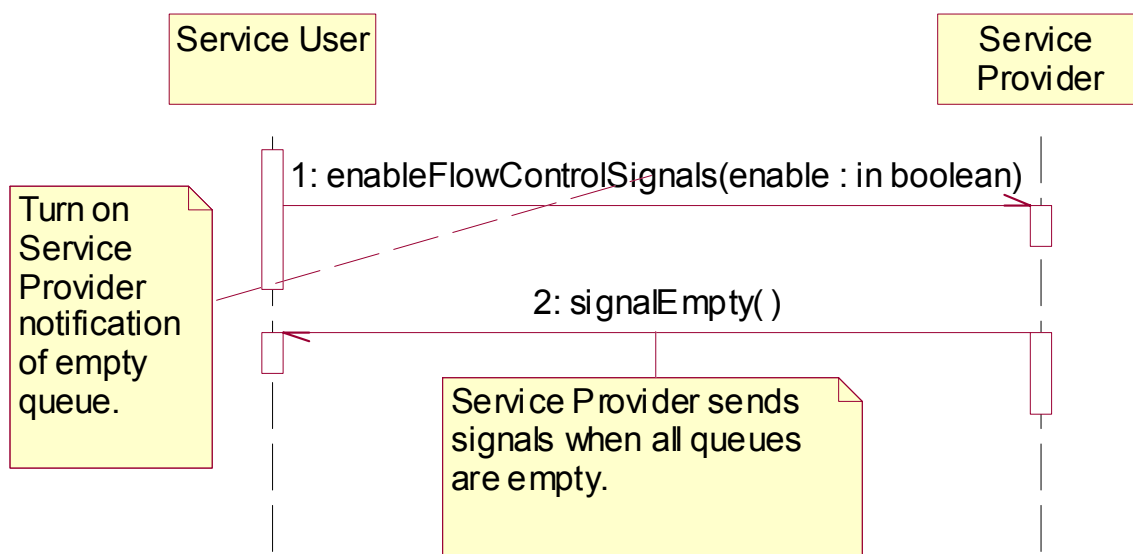 Service User
Service
Provider
1: enableFlowControlSignals(enable : in boolean)
Turn on
Service
Provider
notification
of empty
queue.
2: signalEmpty( )
Service Provider sends
signals when all queues
are empty.